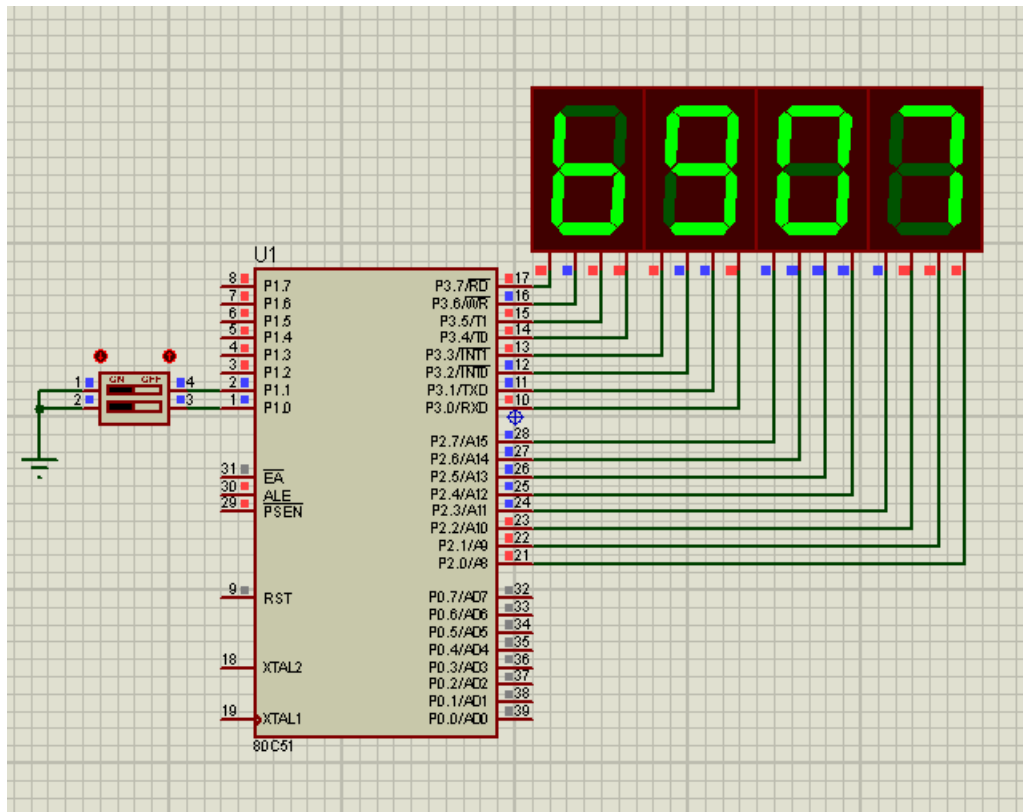 b907
U1
8 P1.7 P3.7/RD 17
7 P1.6 P3.6/WR 16
6 P1.5 P3.5/T1 15
5 P1.4 P3.4/T0 14
4 P1.3 P3.3/INT1 13
3 P1.2 P3.2/INT0 12
ON OFF
1 4 2 P1.1 P3.1/TXD 11
2 3 1 P1.0 P3.0/RXD 10
P2.7/A15 28
P2.6/A14 27
31 EA P2.5/A13 26
30 ALE P2.4/A12 25
29 PSEN P2.3/A11 24
P2.2/A10 23
P2.1/A9 22
P2.0/A8 21
9 RST P0.7/AD7 32
P0.6/AD6 33
P0.5/AD5 34
P0.4/AD4 35
18 XTAL2 P0.3/AD3 36
P0.2/AD2 37
P0.1/AD1 38
19 XTAL1 P0.0/AD0 39
80C51